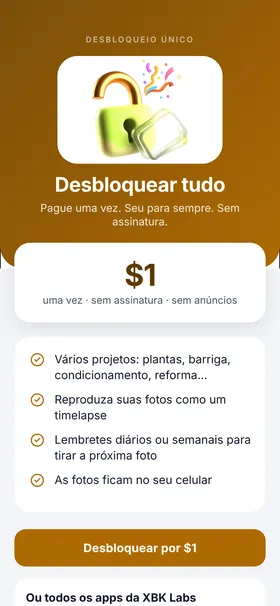 DESBLOQUEIO ÚNICO
Desbloquear tudo
Pague uma vez. Seu para sempre. Sem
assinatura.
$1
uma vez · sem assinatura · sem anúncios
Vários projetos: plantas, barriga,
condicionamento, reforma...
Reproduza suas fotos como um
timelapse
Lembretes diários ou semanais para
tirar a próxima foto
As fotos ficam no seu celular
Desbloquear por $1
Ou todos os apps da XBK Labs